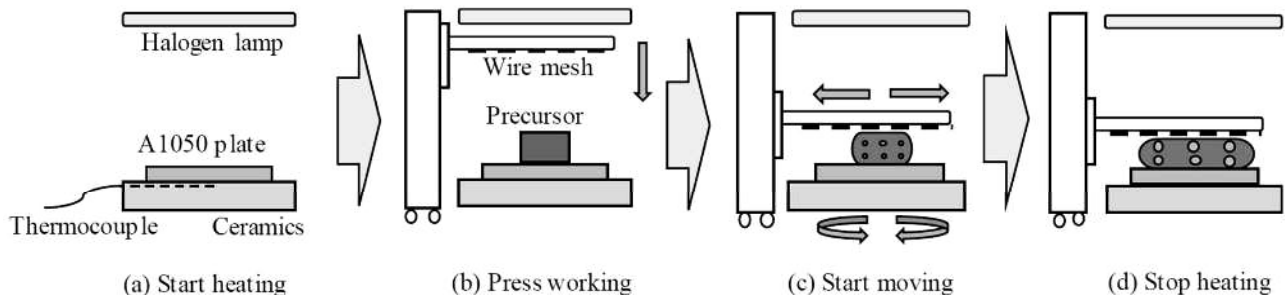 Halogen lamp
A1050 plate
Thermocouple
Ceramics
(a) Start heating
Wire mesh
Precursor
(b) Press working
(c) Start moving
(d) Stop heating